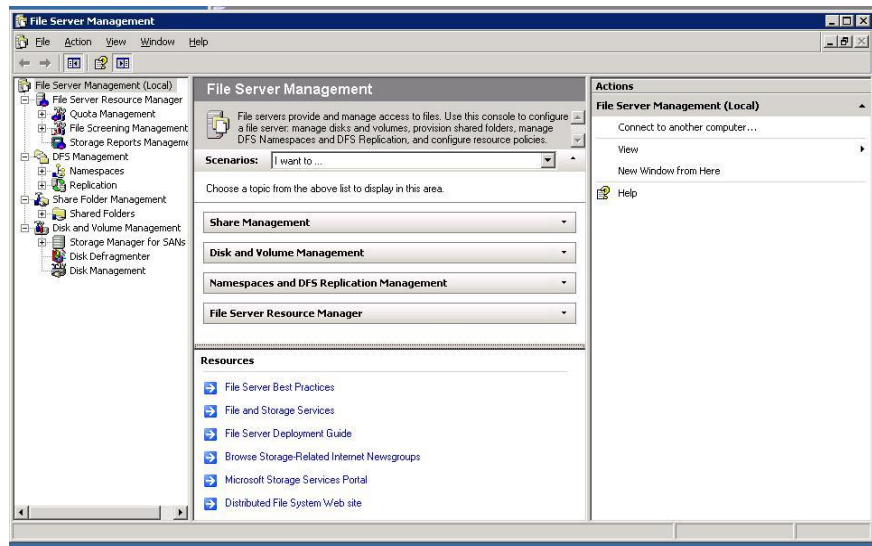 File Server Management
File Action View Window Help
File Server Management (Local)
File Server Resource Manager
Quota Management
File Screening Management
Storage Reports Manageme
DFS Management
Namespaces
Replication
Share Folder Management
Shared Folders
Disk and Volume Management
Storage Manager for SANs
Disk Defragmenter
Disk Management
File Server Management
File servers provide and manage access to files. Use this console to configure
a file server: manage disks and volumes, provision shared folders, manage
DFS Namespaces and DFS Replication, and configure resource policies.
Scenarios: I want to ...
Choose a topic from the above list to display in this area.
Share Management
Disk and Volume Management
Namespaces and DFS Replication Management
File Server Resource Manager
Resources
File Server Best Practices
File and Storage Services
File Server Deployment Guide
Browse Storage-Related Internet Newsgroups
Microsoft Storage Services Portal
Distributed File System Web site
Actions
File Server Management (Local)
Connect to another computer...
View
New Window from Here
Help